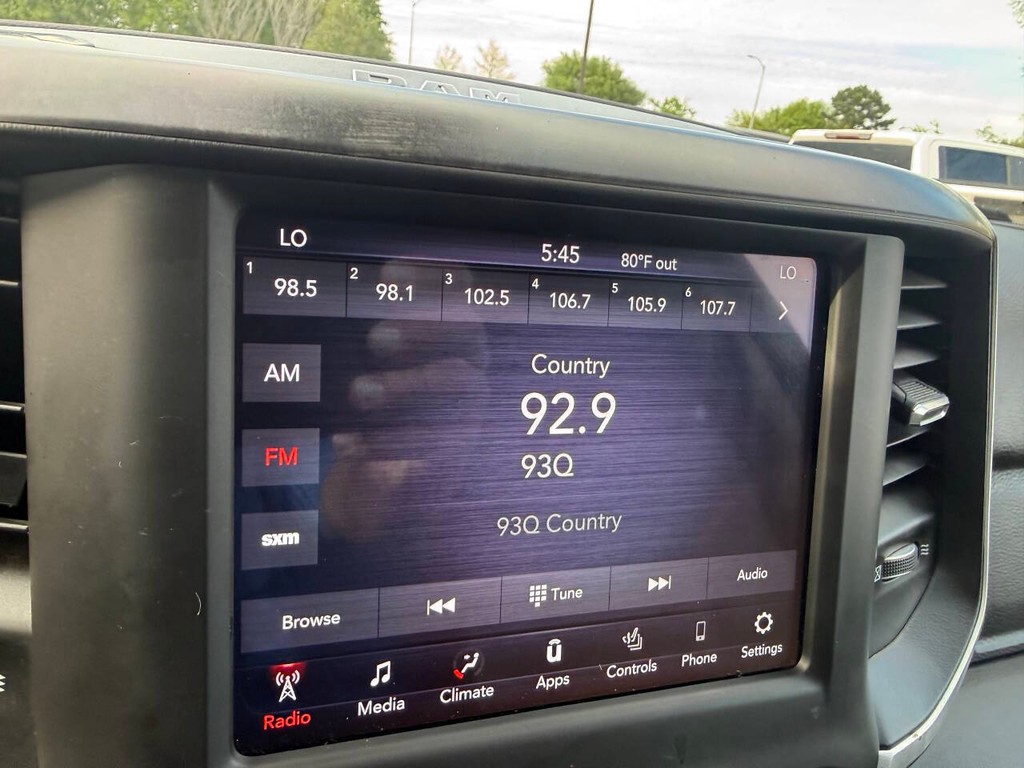 RAM
LO 5:45 80°F out LO
1 98.5 2 98.1 3 102.5 4 106.7 5 105.9 6 107.7
Country
AM
92.9
FM
93Q
93Q Country
sxm
Browse Tune Audio
Radio Media Climate Apps Controls Phone Settings